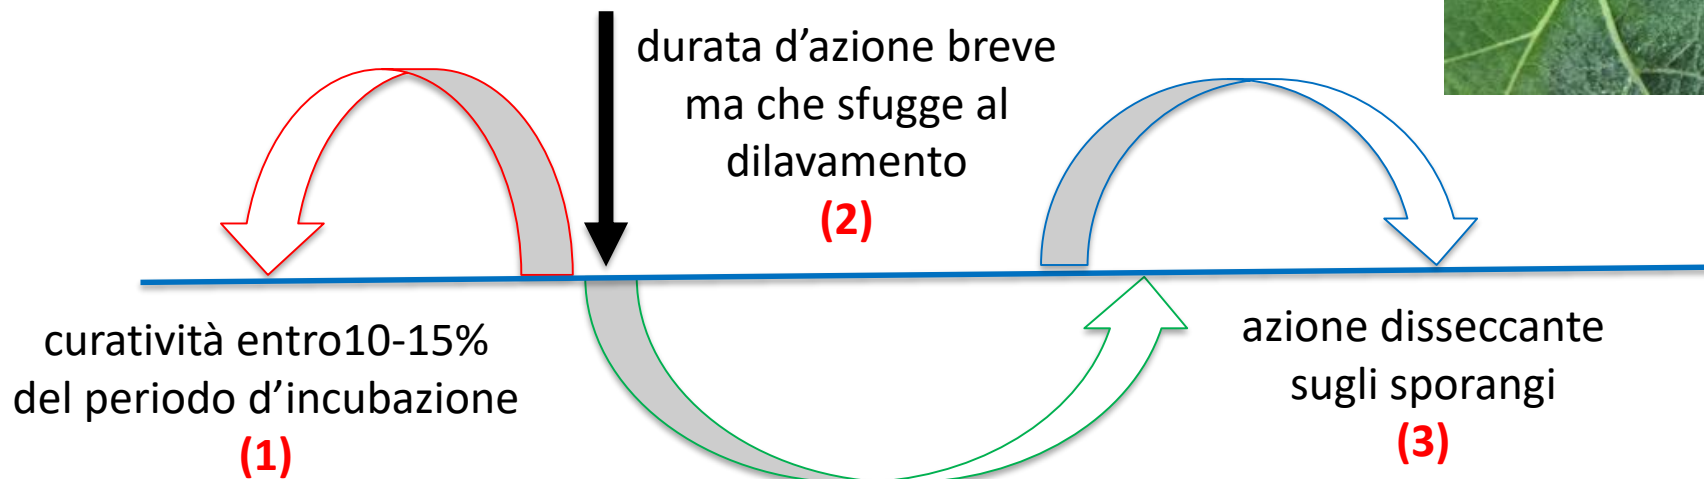 durata d’azione breve
ma che sfugge al
dilavamento
(2)
curatività entro10-15%
del periodo d’incubazione
(1)
azione disseccante
sugli sporangi
(3)